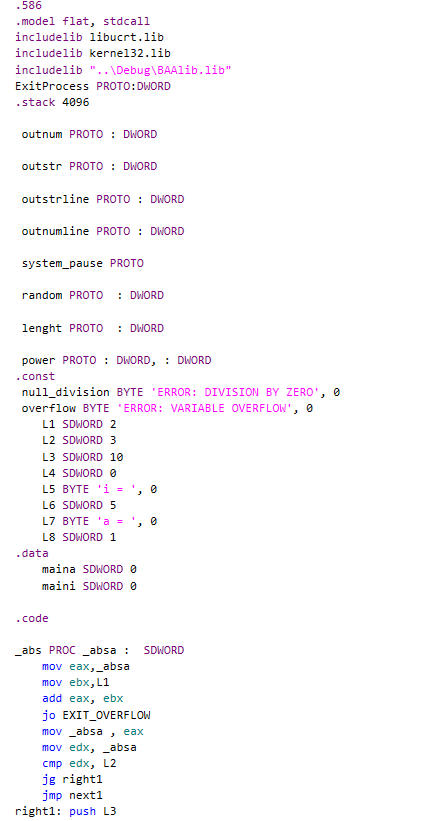 .586
.model flat, stdcall
includelib libucrt.lib
includelib kernel32.lib
includelib "..\Debug\BAAlib.lib"
ExitProcess PROTO:DWORD
.stack 4096
outnum PROTO : DWORD
outstr PROTO : DWORD
outstrline PROTO : DWORD
outnumline PROTO : DWORD
system_pause PROTO
random PROTO  : DWORD
lenght PROTO  : DWORD
power PROTO : DWORD, : DWORD
.const
null_division BYTE 'ERROR: DIVISION BY ZERO', 0
overflow BYTE 'ERROR: VARIABLE OVERFLOW', 0
L1 SDWORD 2
L2 SDWORD 3
L3 SDWORD 10
L4 SDWORD 0
L5 BYTE 'i = ', 0
L6 SDWORD 5
L7 BYTE 'a = ', 0
L8 SDWORD 1
.data
maina SDWORD 0
maini SDWORD 0
.code
_abs PROC _absa :  SDWORD
mov eax,_absa
mov ebx,L1
add eax, ebx
jo EXIT_OVERFLOW
mov _absa , eax
mov edx, _absa
cmp edx, L2
jg right1
jmp next1
right1: push L3